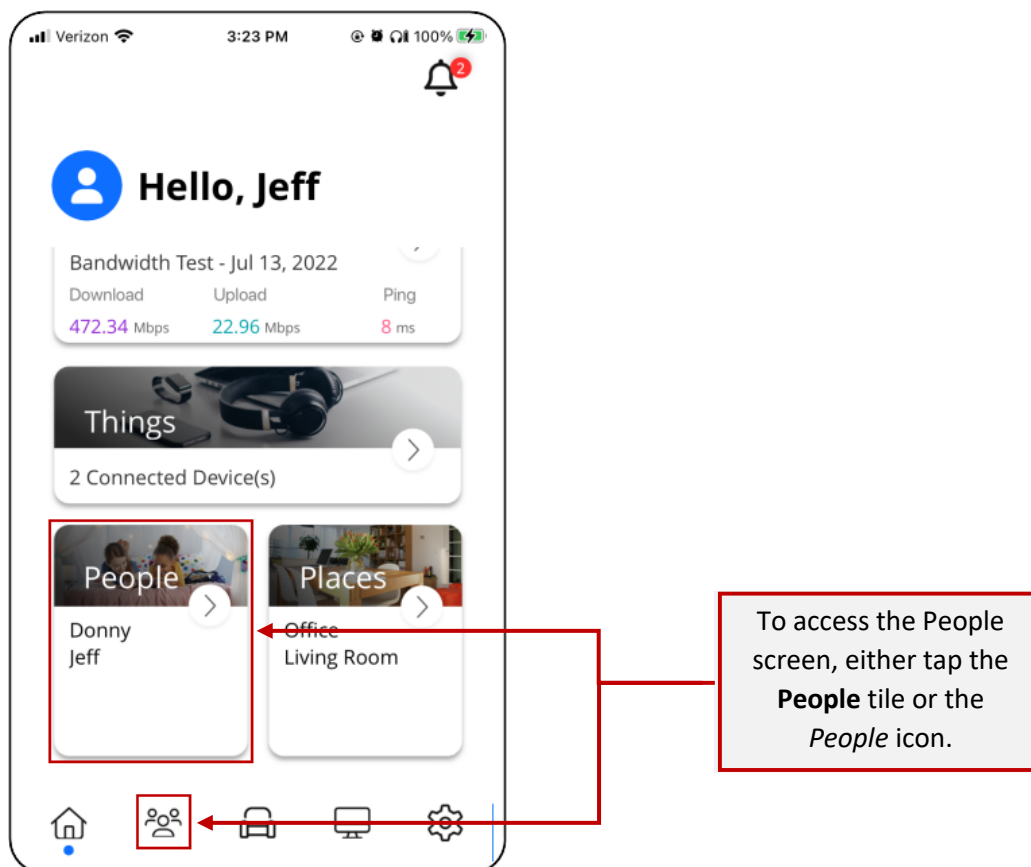 Verizon 3:23 PM 100%
2
Hello, Jeff
Bandwidth Test - Jul 13, 2022
Download Upload Ping
472.34 Mbps 22.96 Mbps 8 ms
Things
2 Connected Device(s)
People Places
Donny Office
Jeff Living Room
To access the People
screen, either tap the
People tile or the
People icon.